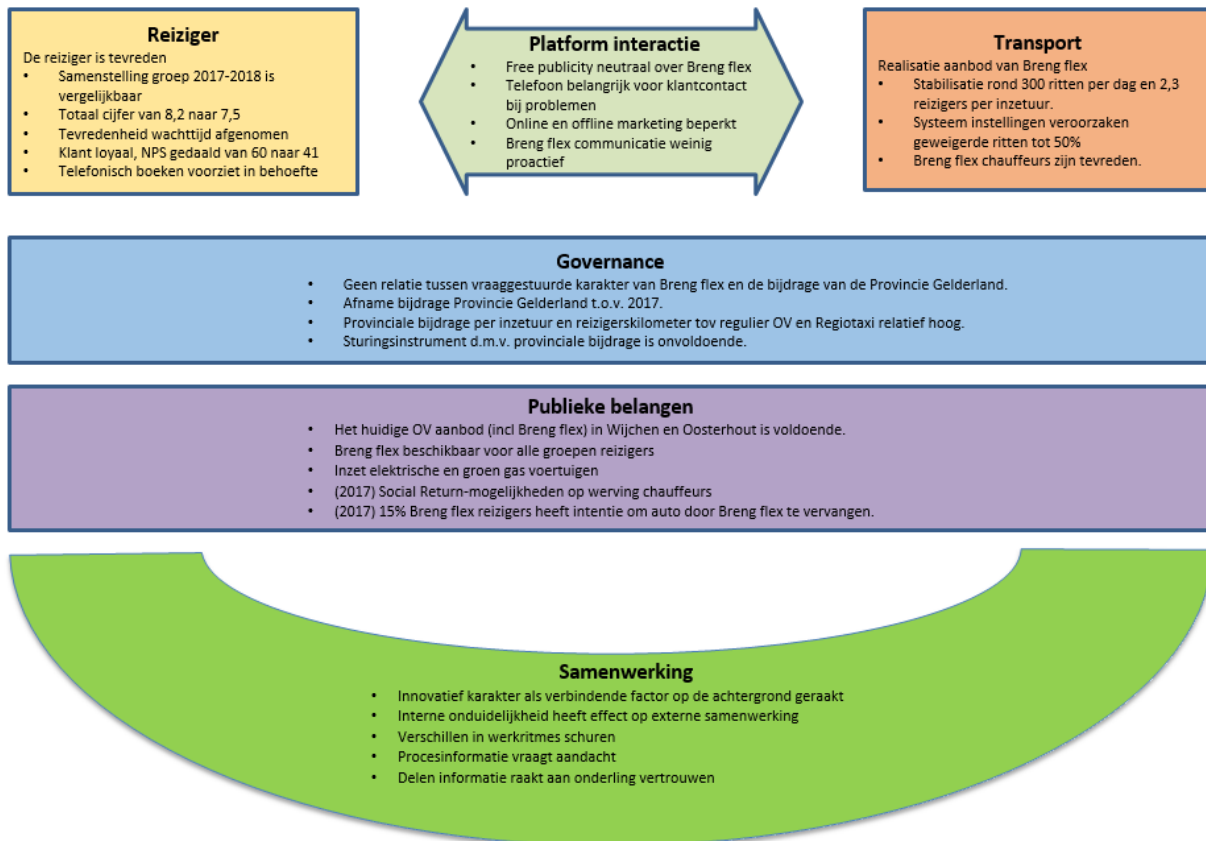 Reiziger
De reiziger is tevreden
• Samenstelling groep 2017-2018 is
vergelijkbaar
• Totaal cijfer van 8,2 naar 7,5
• Tevredenheid wachttijd afgenomen
• Klant loyaal, NPS gedaald van 60 naar 41
• Telefonisch boeken voorziet in behoefte
Platform interactie
• Free publicity neutraal over Breng flex
• Telefoon belangrijk voor klantcontact
bij problemen
• Online en offline marketing beperkt
• Breng flex communicatie weinig
proactief
Transport
Realisatie aanbod van Breng flex
• Stabilisatie rond 300 ritten per dag en 2,3
reizigers per inzetuur.
• Systeem instellingen veroorzaken
geweigerde ritten tot 50%
• Breng flex chauffeurs zijn tevreden.
Governance
• Geen relatie tussen vraaggestuurde karakter van Breng flex en de bijdrage van de Provincie Gelderland.
• Afname bijdrage Provincie Gelderland t.o.v. 2017.
• Provinciale bijdrage per inzetuur en reizigerskilometer tov regulier OV en Regiotaxi relatief hoog.
• Sturingsinstrument d.m.v. provinciale bijdrage is onvoldoende.
Publieke belangen
• Het huidige OV aanbod (incl Breng flex) in Wijchen en Oosterhout is voldoende.
• Breng flex beschikbaar voor alle groepen reizigers
• Inzet elektrische en groen gas voertuigen
• (2017) Social Return-mogelijkheden op werving chauffeurs
• (2017) 15% Breng flex reizigers heeft intentie om auto door Breng flex te vervangen.
Samenwerking
• Innovatief karakter als verbindende factor op de achtergrond geraakt
• Interne onduidelijkheid heeft effect op externe samenwerking
• Verschillen in werkritmes schuren
• Procesinformatie vraagt aandacht
• Delen informatie raakt aan onderling vertrouwen